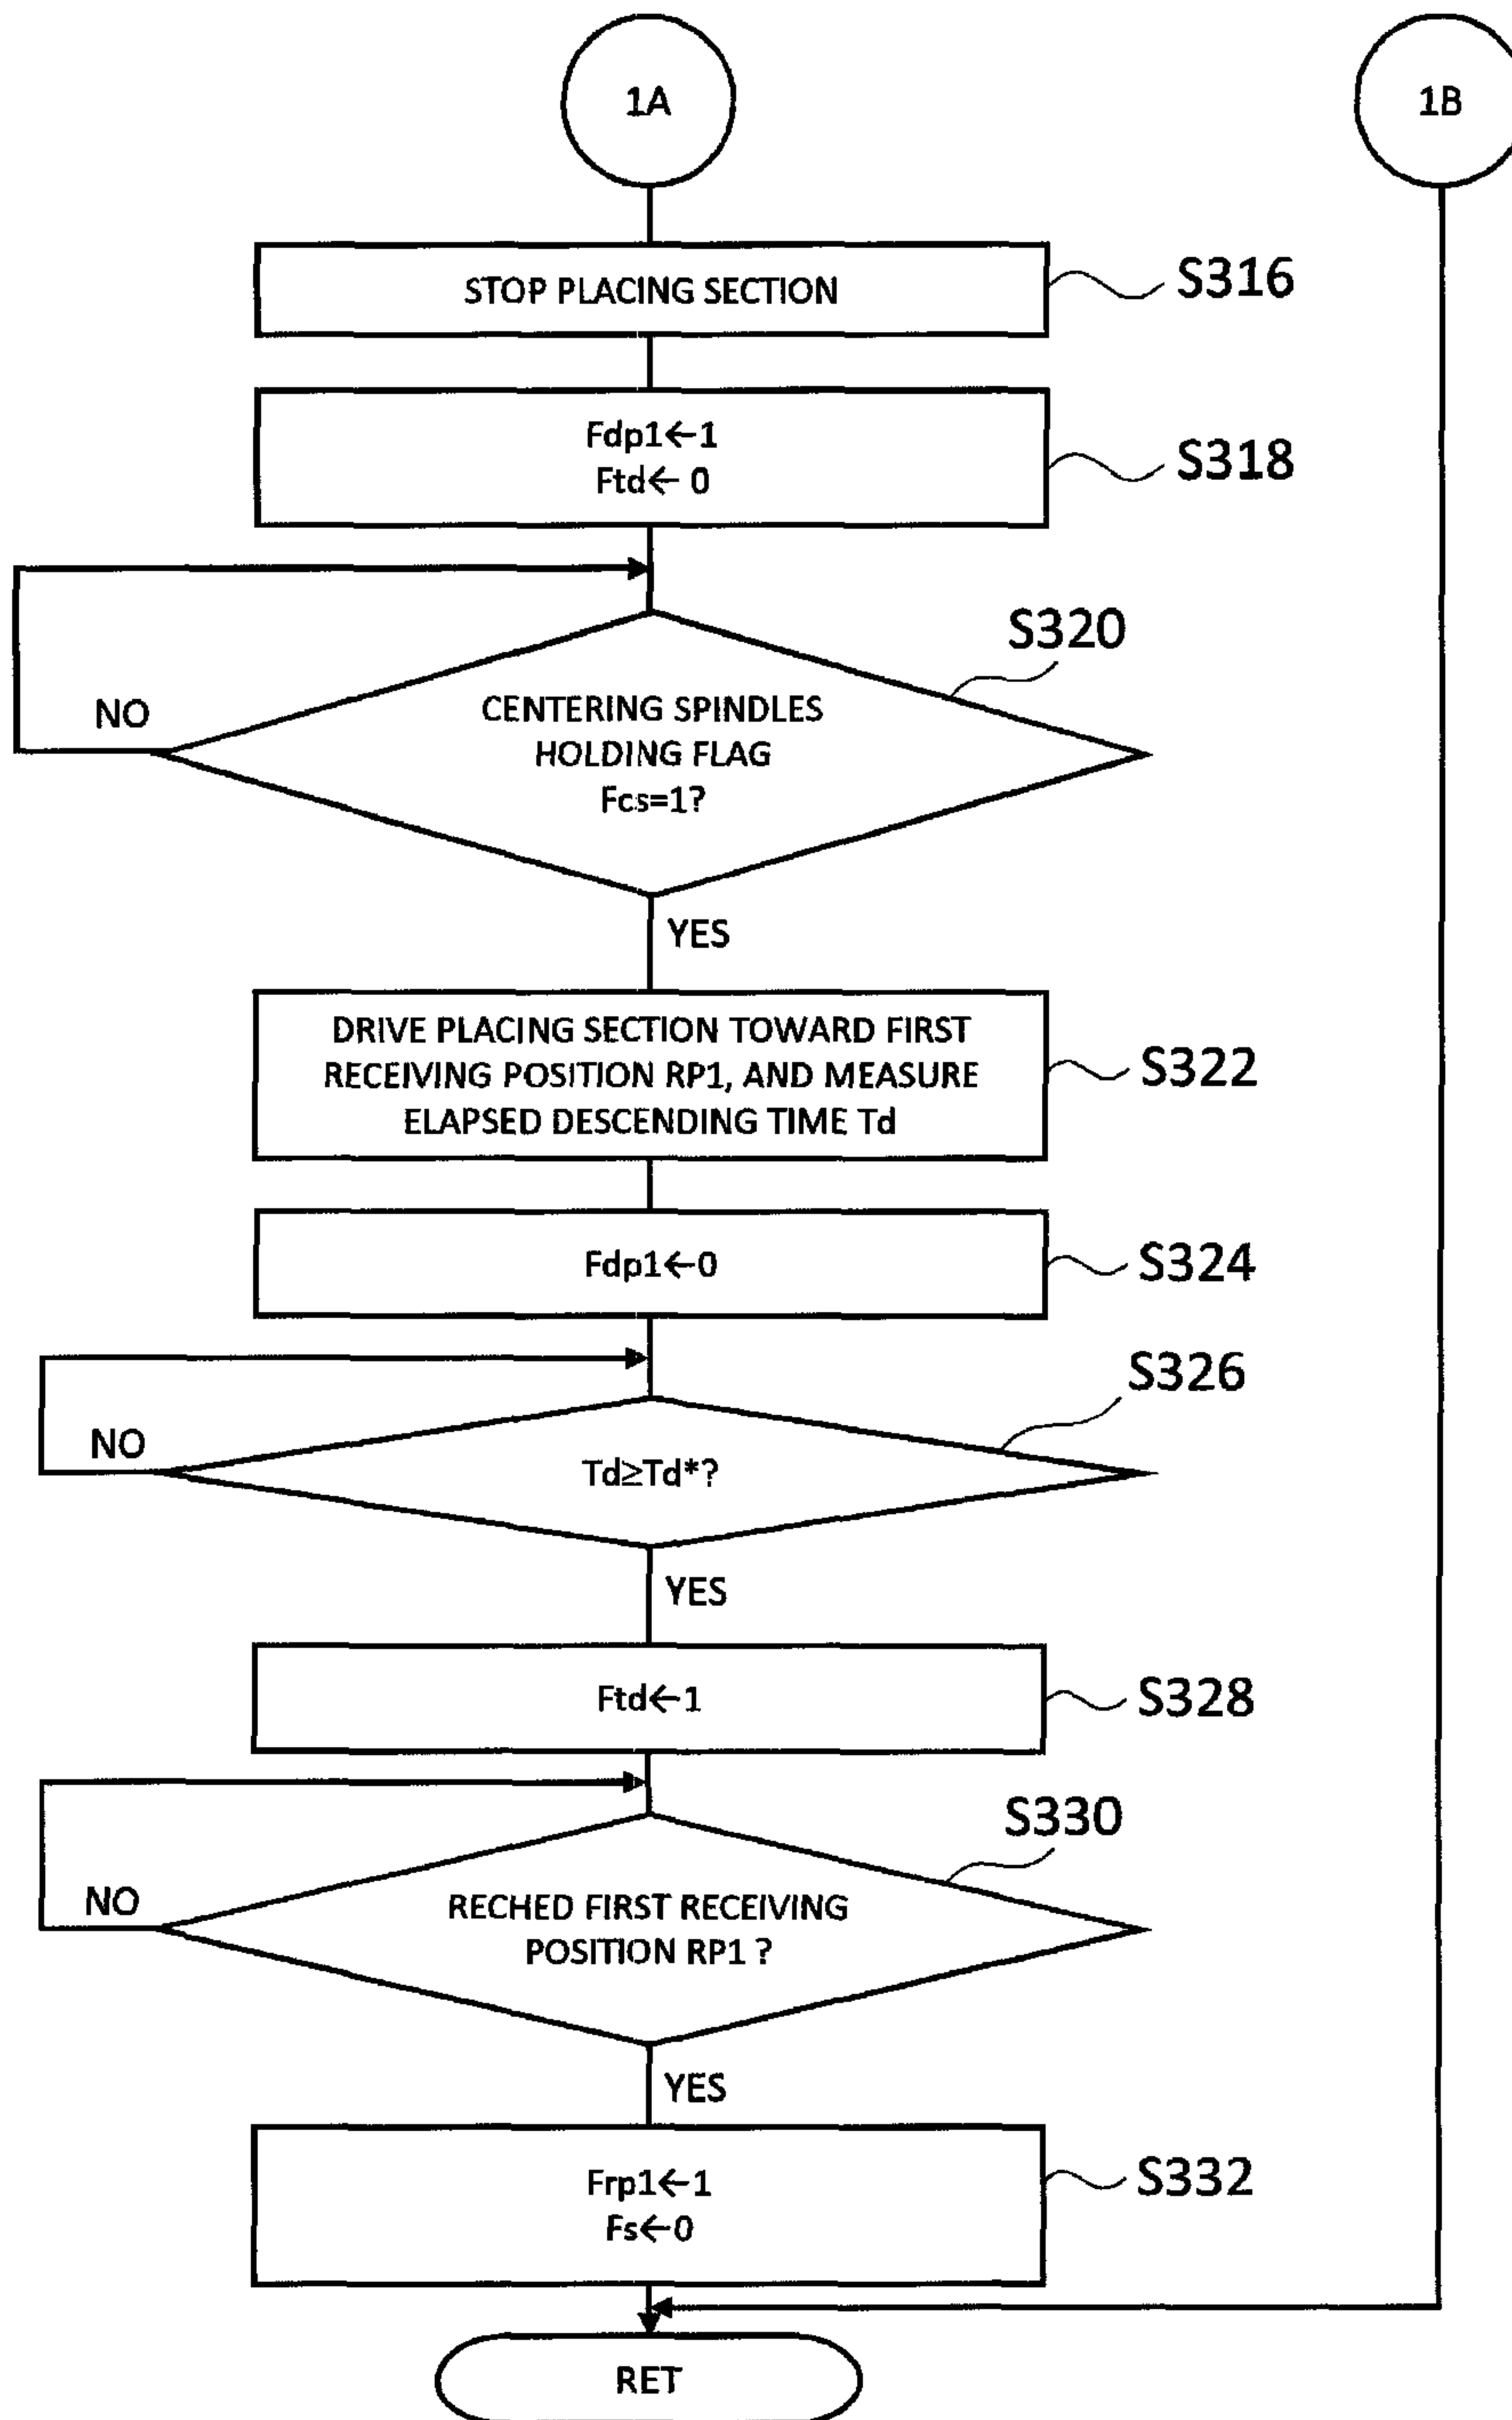 1A
1B
STOP PLACING SECTION
S316
Fdp1←1
Ftd← 0
S318
S320
NO
CENTERING SPINDLES
HOLDING FLAG
Fcs=1?
YES
DRIVE PLACING SECTION TOWARD FIRST
RECEIVING POSITION RP1, AND MEASURE
ELAPSED DESCENDING TIME Td
S322
Fdp1←0
S324
S326
NO
Td≥Td*?
YES
Ftd←1
S328
S330
NO
RECHED FIRST RECEIVING
POSITION RP1 ?
YES
Frp1←1
Fs←0
S332
RET